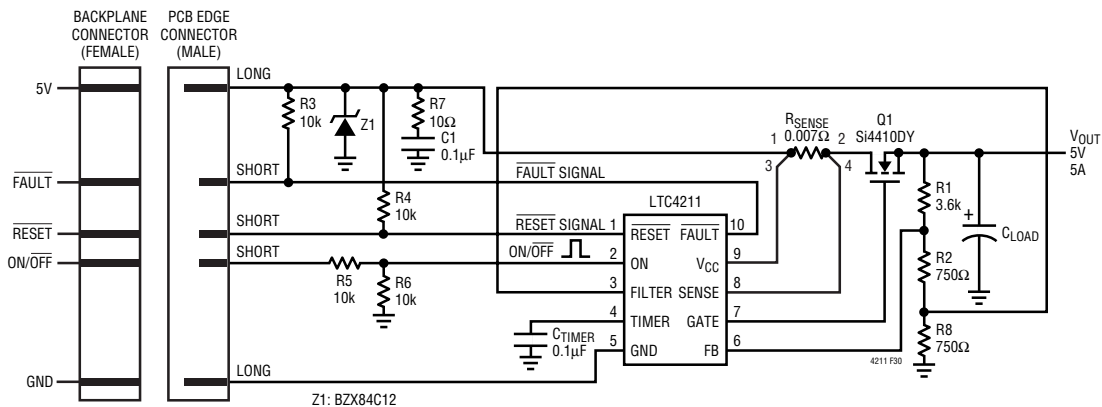 BACKPLANE
CONNECTOR
(FEMALE)
PCB EDGE
CONNECTOR
(MALE)
LONG
5V
R3
10k
Z1
R7
10Ω
C1
0.1µF
RSENSE
0.007Ω
1
2
3
4
Q1
Si4410DY
VOUT
5V
5A
SHORT
FAULT
FAULT SIGNAL
R4
10k
R1
3.6k
LTC4211
SHORT
RESET
RESET SIGNAL
1
RESET
FAULT
10
CLOAD
+
SHORT
ON/OFF
ON/OFF
2
ON
VCC
9
R5
10k
R6
10k
R2
750Ω
3
FILTER
SENSE
8
4
TIMER
GATE
7
CTIMER
0.1µF
5
GND
FB
6
R8
750Ω
4211 F30
LONG
GND
Z1: BZX84C12